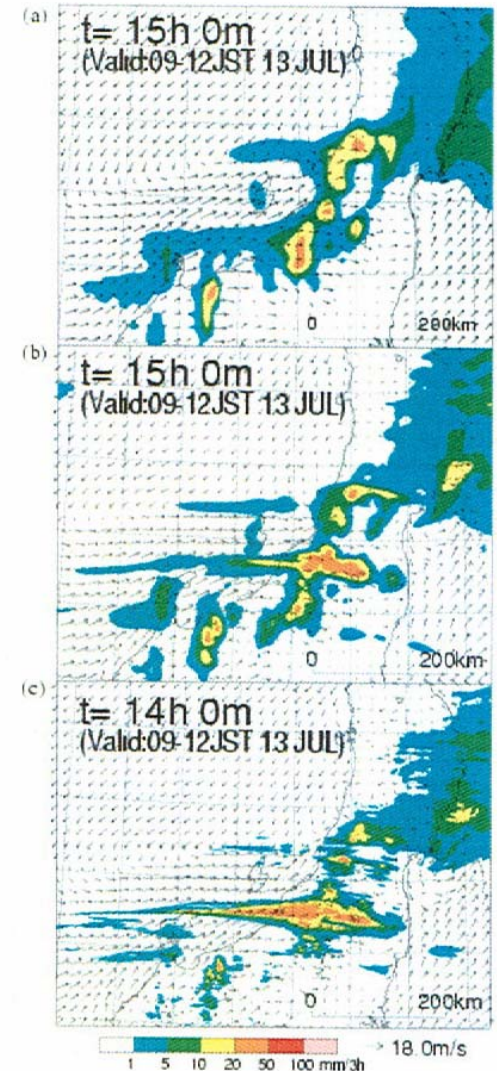 (a)
t= 15h 0m
(Valid:09-12JST 13 JUL)
0 200km
(b)
t= 15h 0m
(Valid:09-12JST 13 JUL)
0 200km
(c)
t= 14h 0m
(Valid:09-12JST 13 JUL)
0 200km
18.0m/s
1 5 10 20 50 100 mm/3h